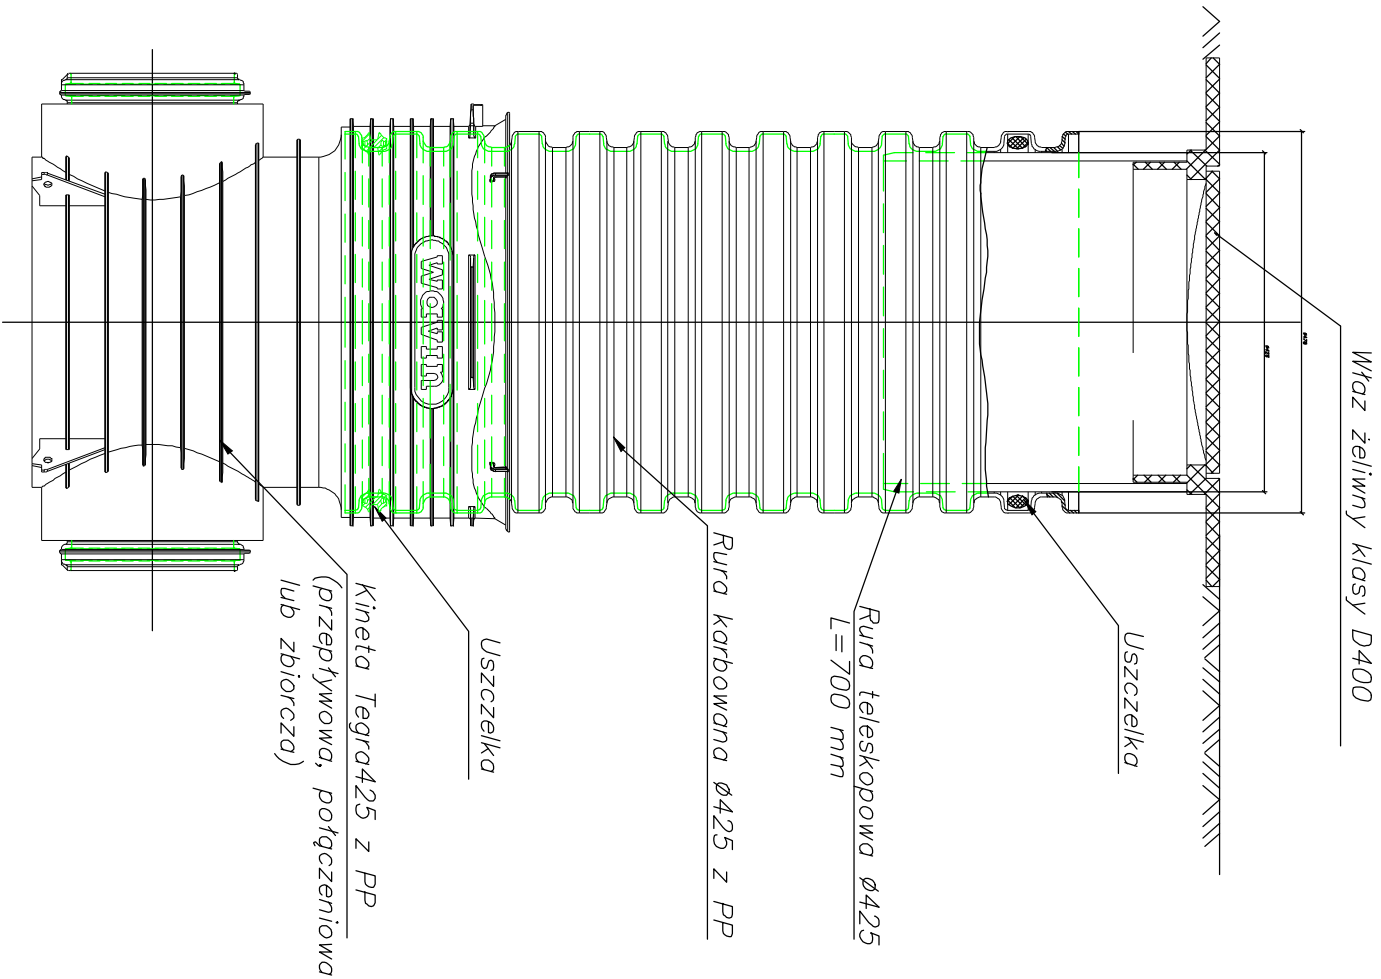 Właz żeliwny klasy D400
Uszczelka
Rura teleskopowa ø425
L=700 mm
Rura karbowana ø425 z PP
Uszczelka
Kineta Tegra425 z PP
(przepływowa, połączeniowa
lub zbiorcza)
wavin